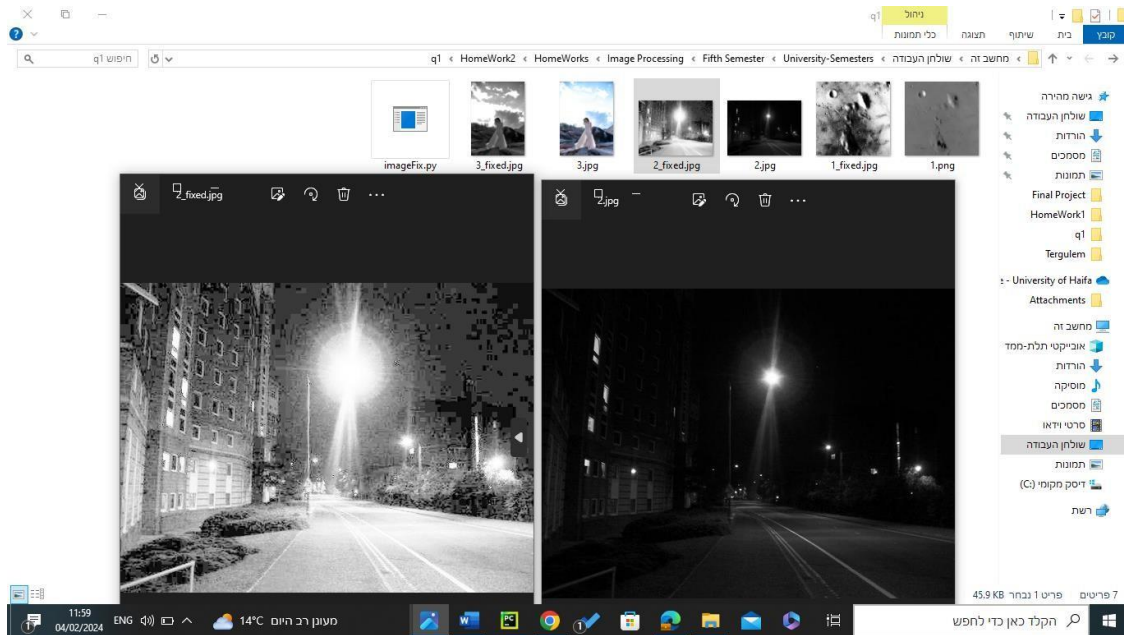 q1
ניהול
קובץ
בית
שיתוף
תצוגה
כלי תמונות
מחשב זה › שולחן העבודה › University-Semesters › Fifth Semester › Image Processing › HomeWorks › HomeWork2 › q1
חיפוש q1
גישה מהירה
שולחן העבודה
הורדות
מסמכים
תמונות
Final Project
HomeWork1
q1
Tergulem
- University of Haifa
Attachments
מחשב זה
אובייקטי תלת-ממד
הורדות
מוסיקה
מסמכים
סרטי וידאו
שולחן העבודה
תמונות
דיסק מקומי (C:)
רשת
1.png
1_fixed.jpg
2.jpg
2_fixed.jpg
3.jpg
3_fixed.jpg
imageFix.py
2_fixed.jpg
2.jpg
7 פריטים פריט 1 נבחר 45.9 KB
הקלד כאן כדי לחפש
14°C מעונן רב היום
ENG
11:59
04/02/2024